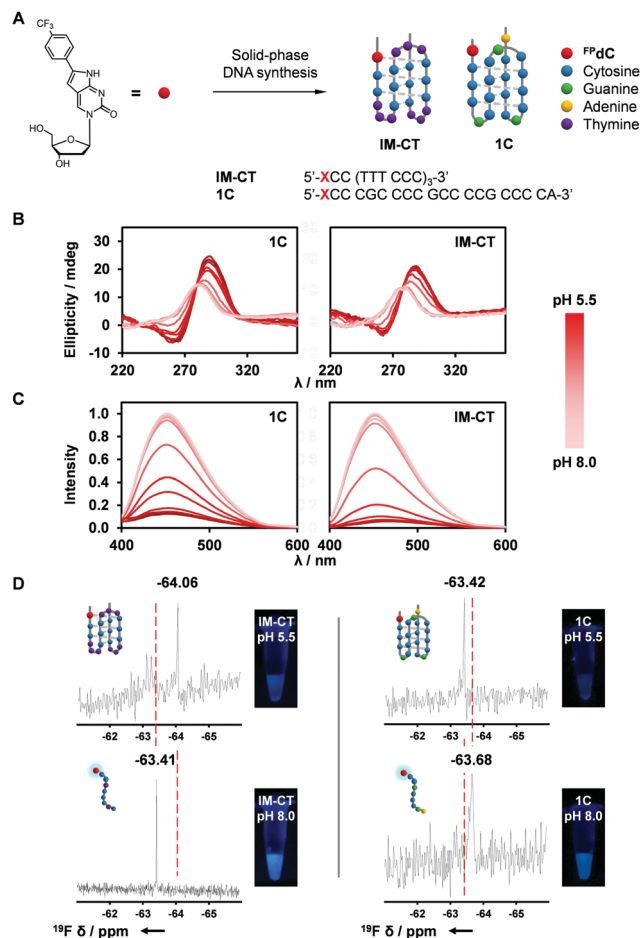 A
CF₃
NH
N
N
O
HO
O
OH
=
Solid-phase
DNA synthesis
IM-CT
1C
ᶠᴾdC
Cytosine
Guanine
Adenine
Thymine
IM-CT 5'-XCC (TTT CCC)₃-3'
1C 5'-XCC CGC CCC GCC CCG CCC CA-3'
B
Ellipticity / mdeg
30
20
10
0
-10
1C
220 270 310 360
IM-CT
220 270 310 360
λ / nm
pH 5.5
pH 8.0
C
Intensity
1.0
0.8
0.6
0.4
0.2
0.0
1C
400 500 600
IM-CT
400 500 600
λ / nm
D
-64.06
IM-CT
pH 5.5
-62 -63 -64 -65
-63.41
IM-CT
pH 8.0
-62 -63 -64 -65
¹⁹F δ / ppm
-63.42
1C
pH 5.5
-62 -63 -64 -65
-63.68
1C
pH 8.0
-62 -63 -64 -65
¹⁹F δ / ppm